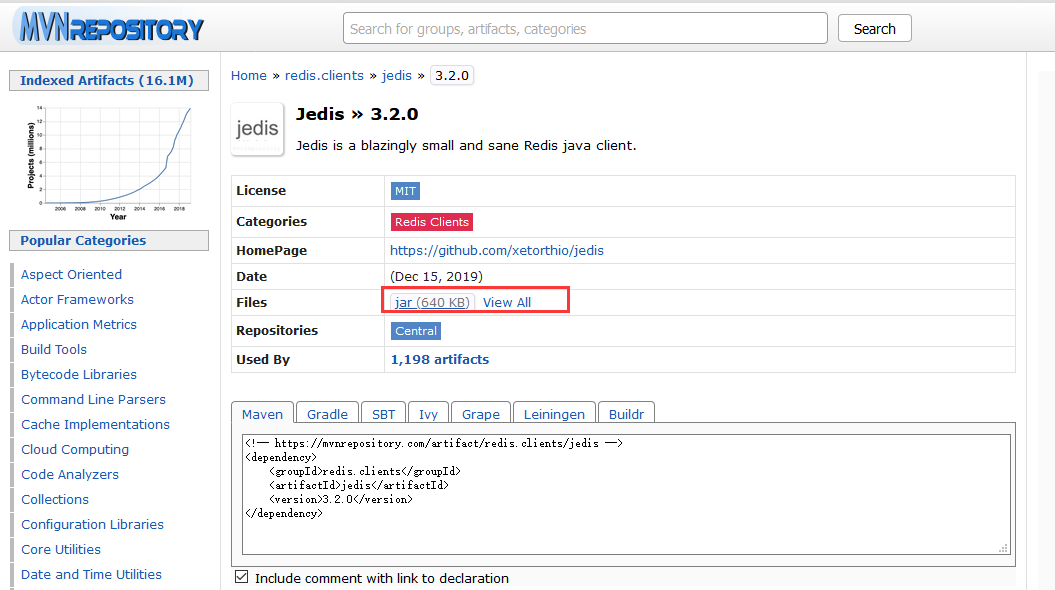 MVNREPOSITORY
Search for groups, artifacts, categories
Search
Indexed Artifacts (16.1M)
Projects (millions)
14
12
10
8
6
4
2
0
2006 2008 2010 2012 2014 2016 2018
Year
Popular Categories
Aspect Oriented
Actor Frameworks
Application Metrics
Build Tools
Bytecode Libraries
Command Line Parsers
Cache Implementations
Cloud Computing
Code Analyzers
Collections
Configuration Libraries
Core Utilities
Date and Time Utilities
Home » redis.clients » jedis » 3.2.0
jedis
Jedis » 3.2.0
Jedis is a blazingly small and sane Redis java client.
License MIT
Categories Redis Clients
HomePage https://github.com/xetorthio/jedis
Date (Dec 15, 2019)
Files jar (640 KB) View All
Repositories Central
Used By 1,198 artifacts
Maven Gradle SBT Ivy Grape Leiningen Buildr
<!-- https://mvnrepository.com/artifact/redis.clients/jedis -->
<dependency>
    <groupId>redis.clients</groupId>
    <artifactId>jedis</artifactId>
    <version>3.2.0</version>
</dependency>
Include comment with link to declaration